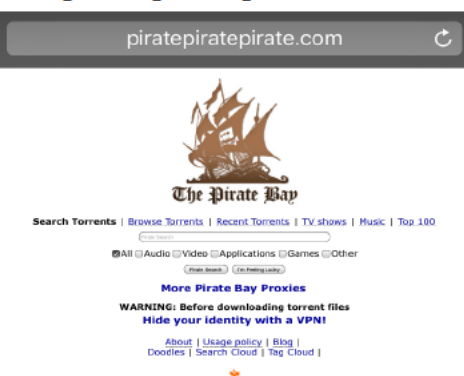 piratepiratepirate.com
The Pirate Bay
Search Torrents | Browse Torrents | Recent Torrents | TV shows | Music | Top 100
Pirate Search
All Audio Video Applications Games Other
Pirate Search I'm Feeling Lucky
More Pirate Bay Proxies
WARNING: Before downloading torrent files
Hide your identity with a VPN!
About | Usage policy | Blog |
Doodles | Search Cloud | Tag Cloud |